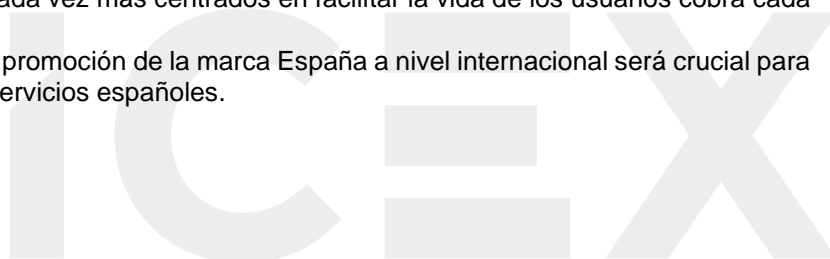 ada vez más centrados en facilitar la vida de los usuarios cobra cada
promoción de la marca España a nivel internacional será crucial para
ervicios españoles.
ICEX